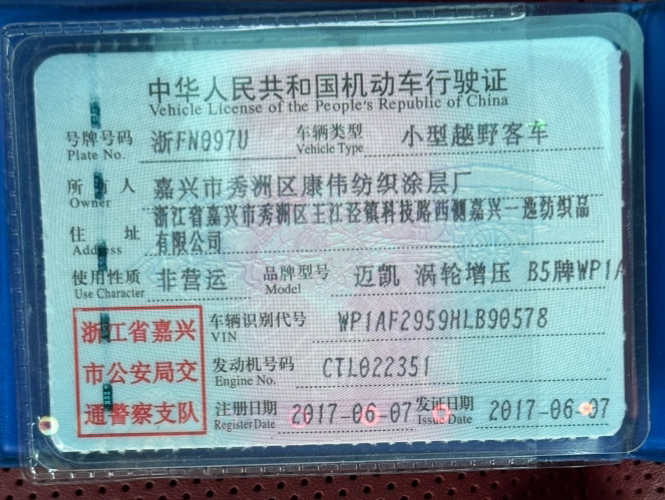 中华人民共和国机动车行驶证
Vehicle License of the People's Republic of China
号牌号码 浙FN097U 车辆类型 小型越野客车
Plate No. Vehicle Type
所有人 嘉兴市秀洲区康伟纺织涂层厂
Owner
浙江省嘉兴市秀洲区王江泾镇科技路西侧嘉兴一逸纺织品
住址 有限公司
Address
使用性质 非营运 品牌型号 迈凯 涡轮增压 B5牌WP1A
Use Character Model
浙江省嘉兴 车辆识别代号 WP1AF2959HLB90578
VIN
市公安局交 发动机号码 CTL022351
Engine No.
通警察支队 注册日期 2017-06-07 发证日期 2017-06-07
Register Date Issue Date